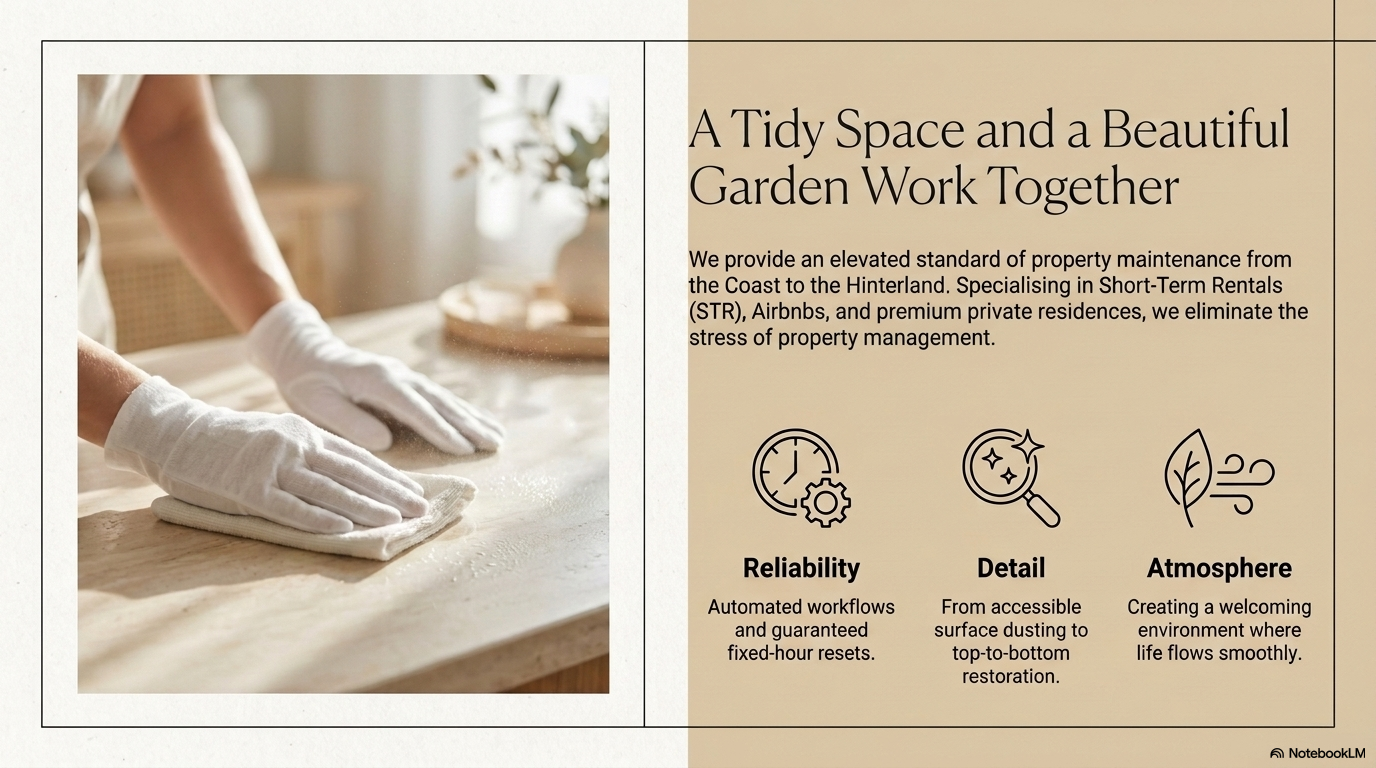 A Tidy Space and a Beautiful
Garden Work Together
We provide an elevated standard of property maintenance from
the Coast to the Hinterland. Specialising in Short-Term Rentals
(STR), Airbnbs, and premium private residences, we eliminate the
stress of property management.
Reliability
Automated workflows
and guaranteed
fixed-hour resets.
Detail
From accessible
surface dusting to
top-to-bottom
restoration.
Atmosphere
Creating a welcoming
environment where
life flows smoothly.
NotebookLM